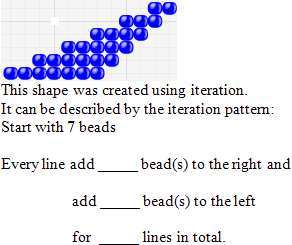 This shape was created using iteration.
It can be described by the iteration pattern:
Start with 7 beads
Every line add _____ bead(s) to the right and
add _____ bead(s) to the left
for _____ lines in total.